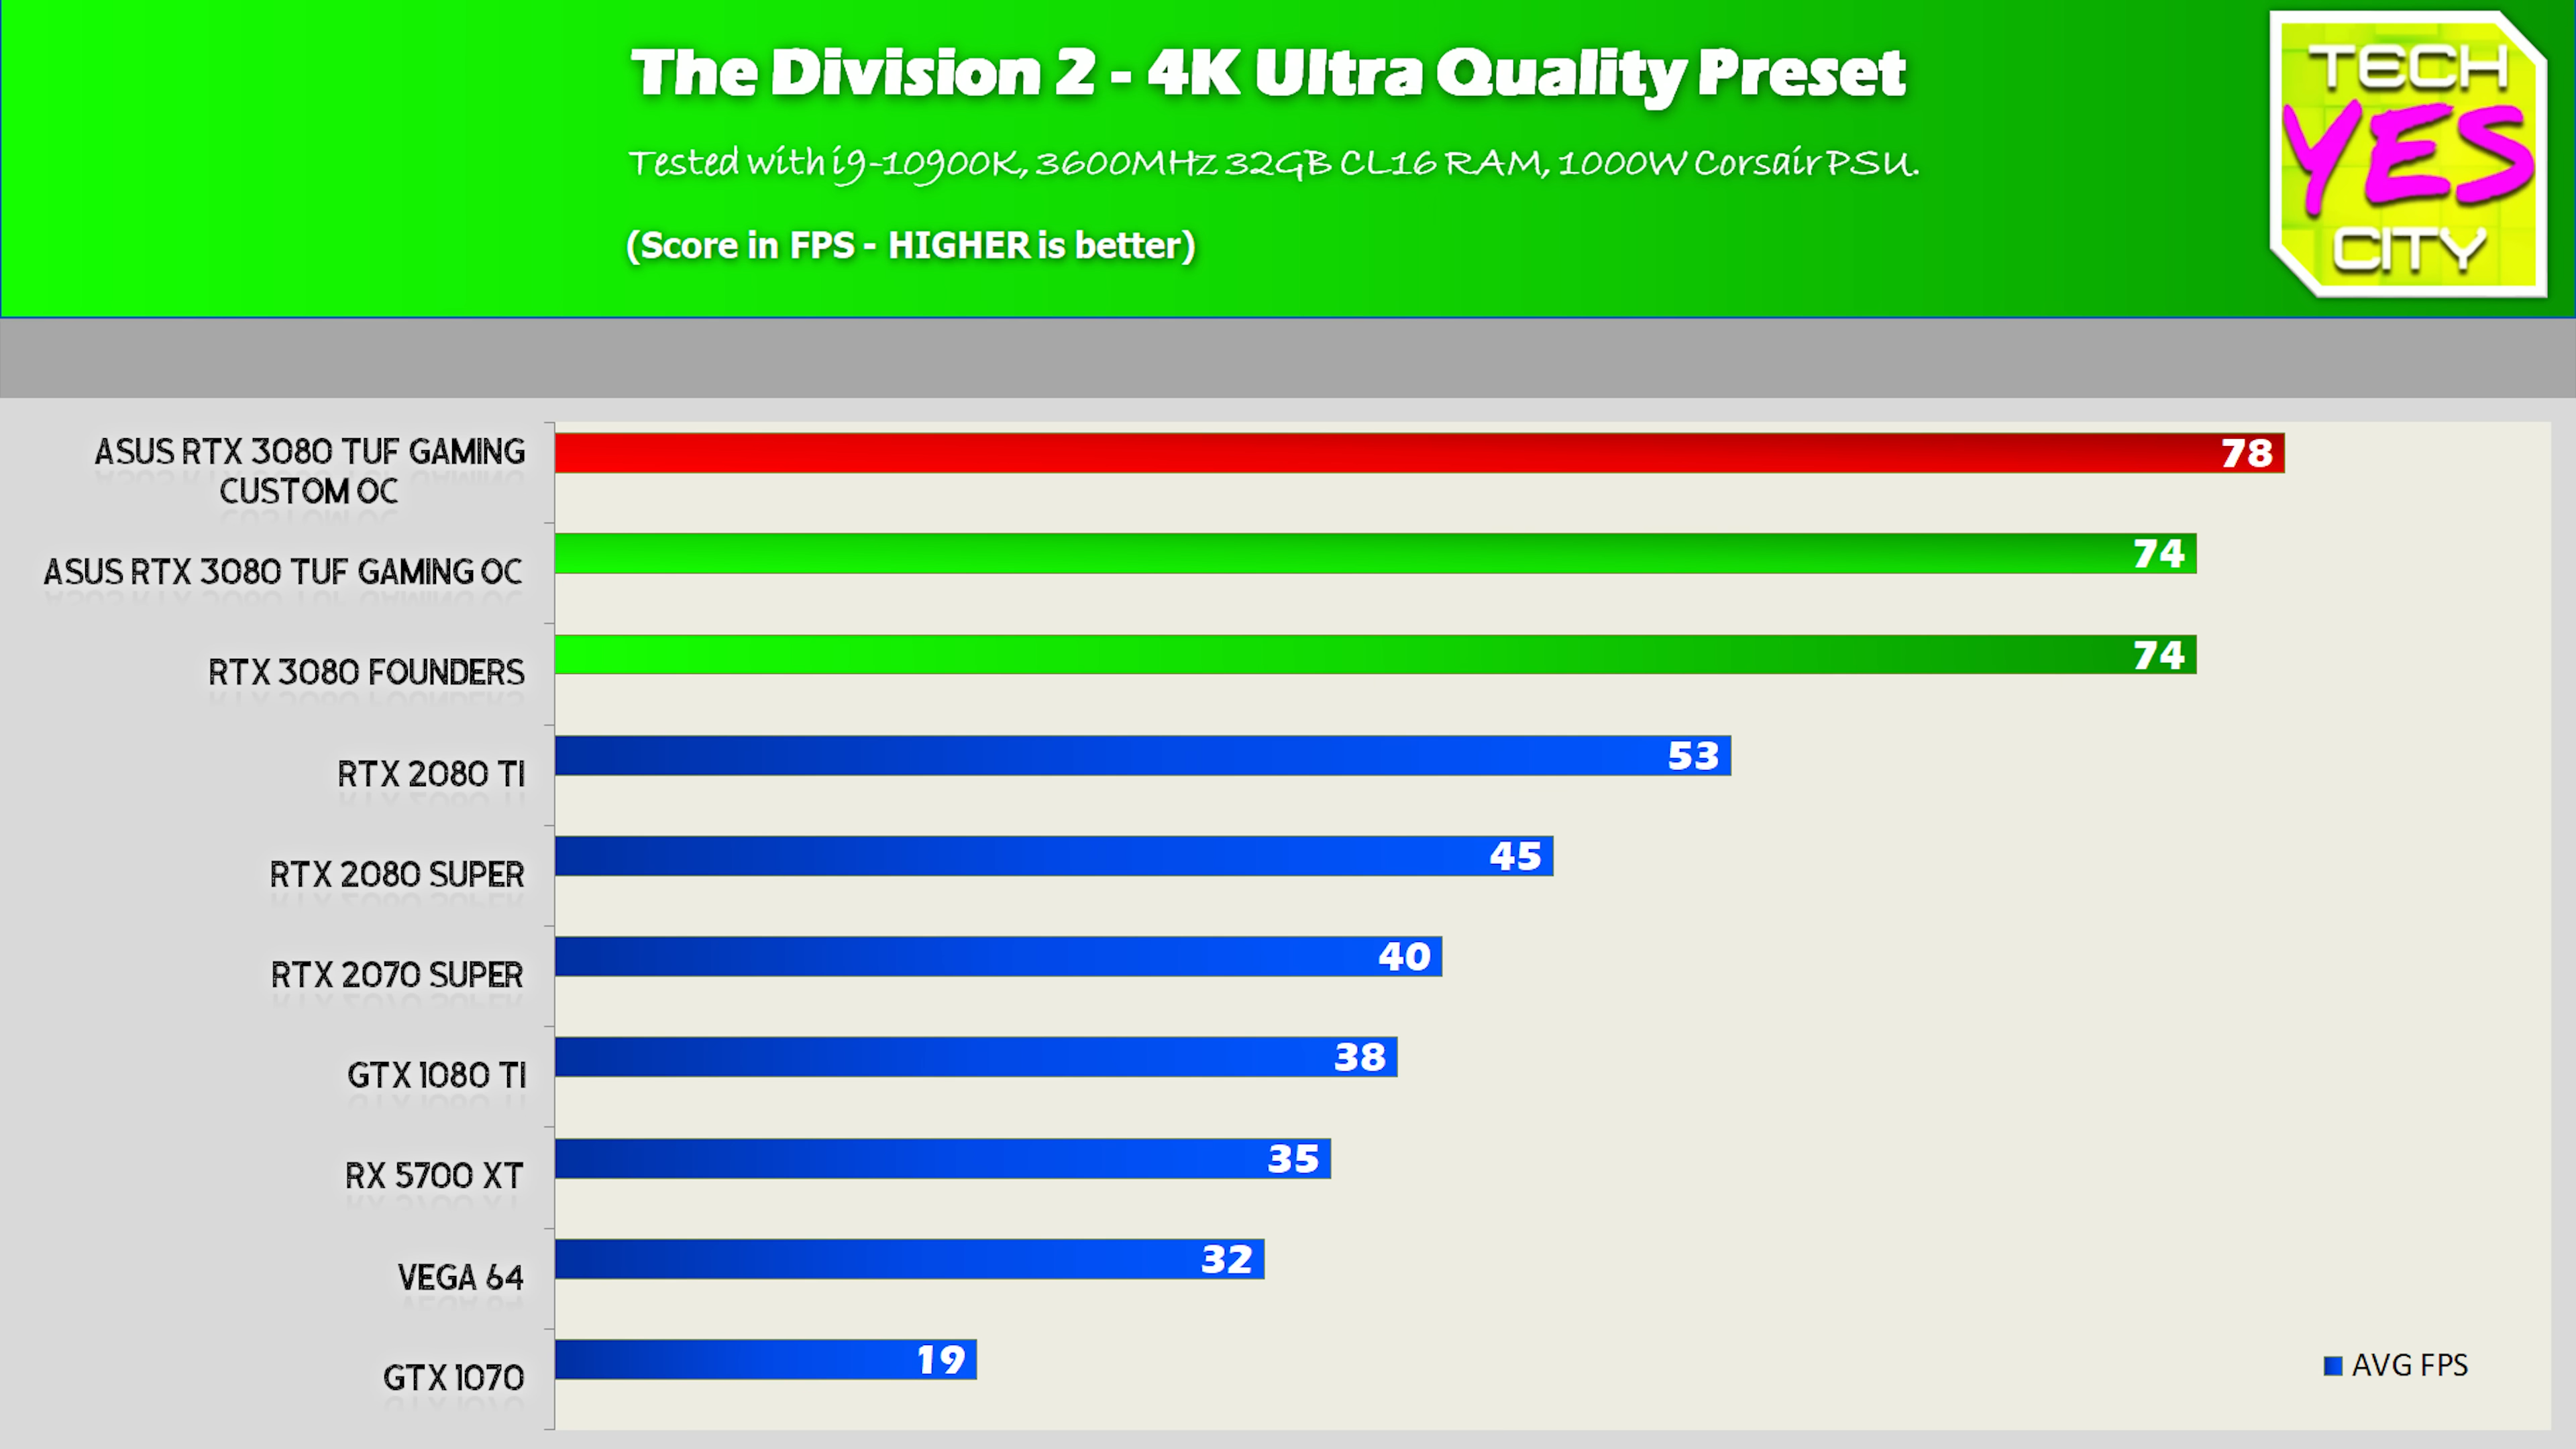 The Division 2 - 4K Ultra Quality Preset
Tested with i9-10900K, 3600MHz 32GB CL16 RAM, 1000W Corsair PSU.
(Score in FPS - HIGHER is better)
TECH
YES
CITY
ASUS RTX 3080 TUF GAMING
CUSTOM OC
78
ASUS RTX 3080 TUF GAMING OC
74
RTX 3080 FOUNDERS
74
RTX 2080 TI
53
RTX 2080 SUPER
45
RTX 2070 SUPER
40
GTX 1080 TI
38
RX 5700 XT
35
VEGA 64
32
GTX 1070
19
AVG FPS